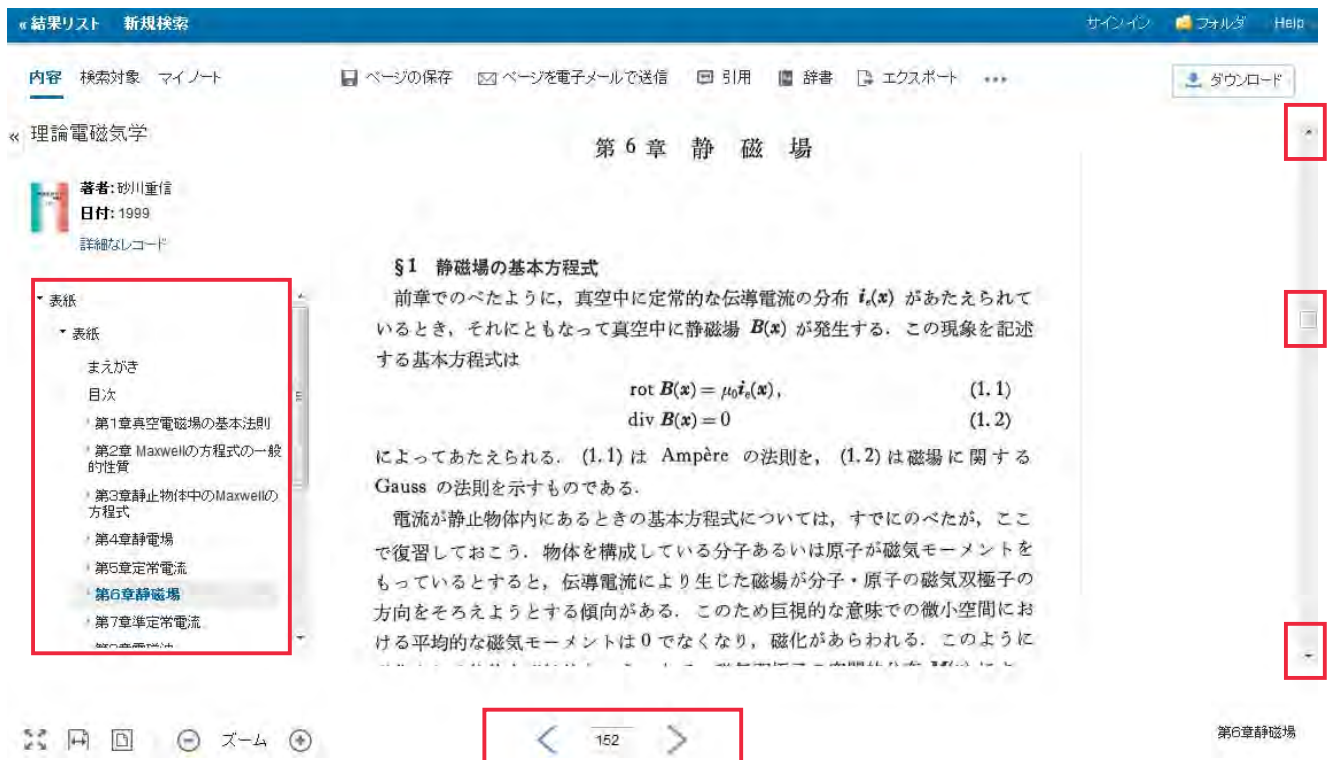 « 結果リスト 新規検索 サインイン フォルダ Help
内容 検索対象 マイノート ページの保存 ページを電子メールで送信 引用 辞書 エクスポート ••• ダウンロード
« 理論電磁気学
著者: 砂川重信
日付: 1999
詳細なレコード
表紙
表紙
まえがき
目次
第1章真空電磁場の基本法則
第2章 Maxwellの方程式の一般
的性質
第3章静止物体中のMaxwellの
方程式
第4章静電場
第5章定常電流
第6章静磁場
第7章準定常電流
第6章 静磁場
§1 静磁場の基本方程式
前章でのべたように,真空中に定常的な伝導電流の分布 iₑ(x) があたえられて
いるとき,それにともなって真空中に静磁場 B(x) が発生する.この現象を記述
する基本方程式は
rot B(x) = μ₀iₑ(x), (1.1)
div B(x) = 0 (1.2)
によってあたえられる. (1.1) は Ampère の法則を, (1.2) は磁場に関する
Gauss の法則を示すものである.
電流が静止物体内にあるときの基本方程式については,すでにのべたが,ここ
で復習しておこう.物体を構成している分子あるいは原子が磁気モーメントを
もっているとすると,伝導電流により生じた磁場が分子・原子の磁気双極子の
方向をそろえようとする傾向がある.このため巨視的な意味での微小空間にお
ける平均的な磁気モーメントは0でなくなり,磁化があらわれる.このように
ズーム 152 第6章静磁場